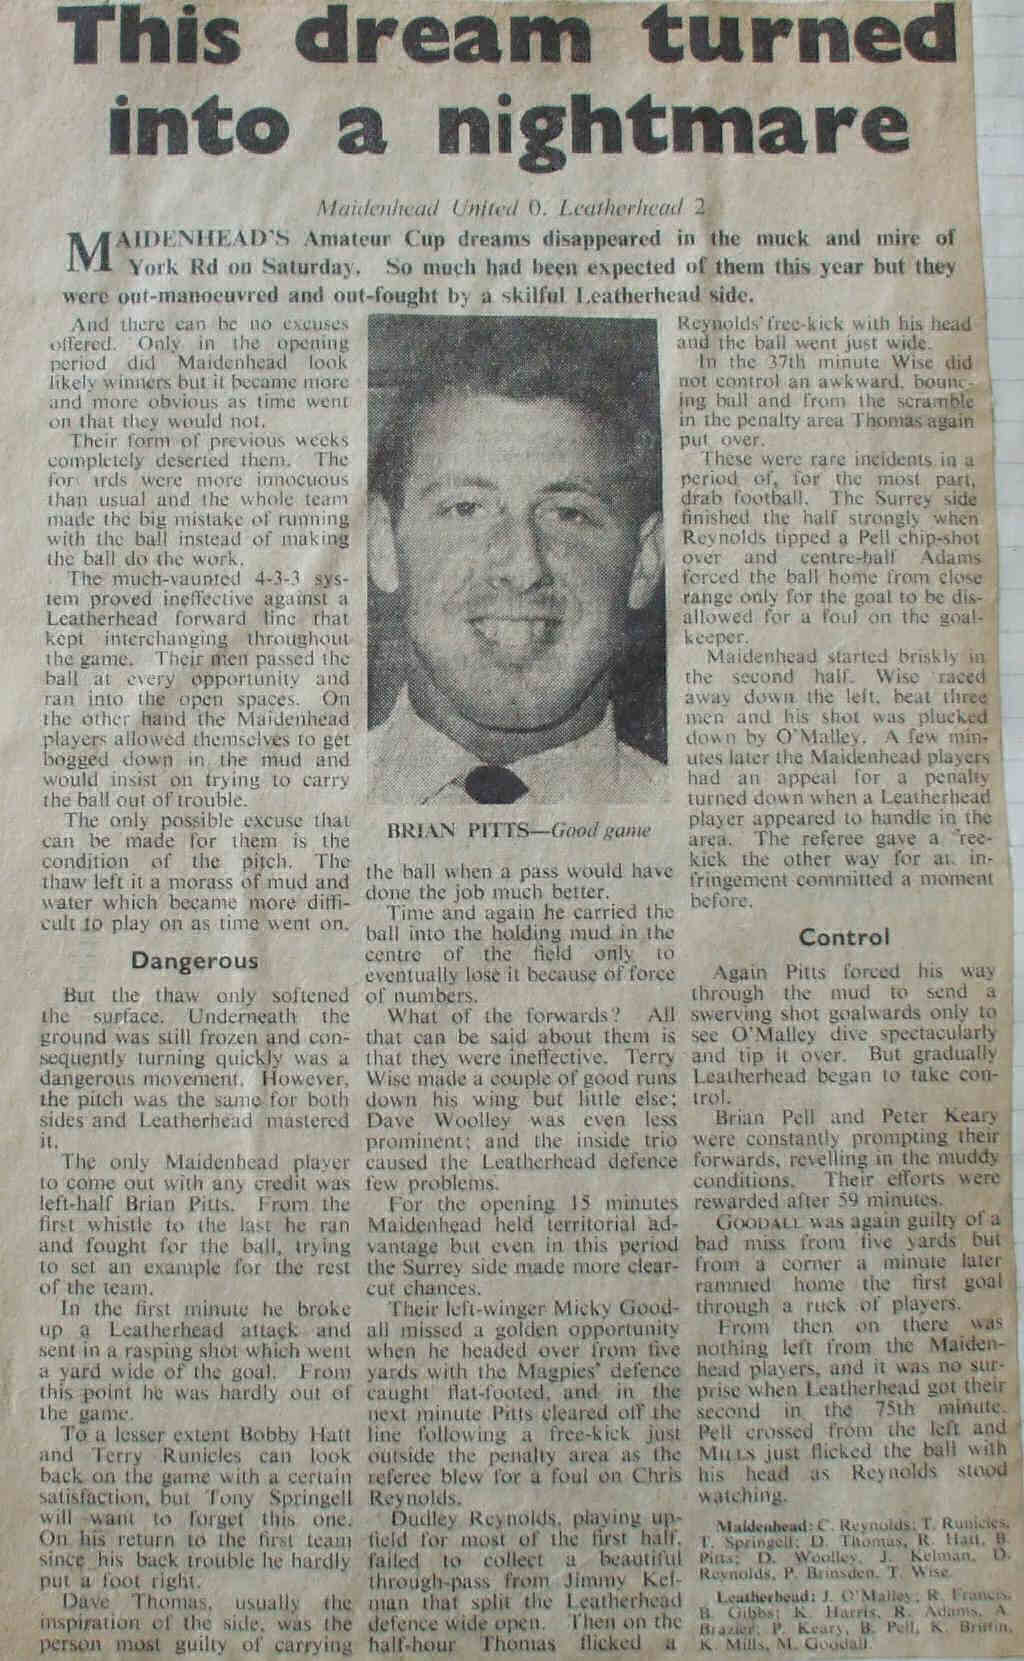 This dream turned
into a nightmare
Maidenhead United 0. Leatherhead 2
MAIDENHEAD'S Amateur Cup dreams disappeared in the muck and mire of
York Rd on Saturday. So much had been expected of them this year but they
were out-manoeuvred and out-fought by a skilful Leatherhead side.
And there can be no excuses
offered. Only in the opening
period did Maidenhead look
likely winners but it became more
and more obvious as time went
on that they would not.
Their form of previous weeks
completely deserted them. The
for irds were more innocuous
than usual and the whole team
made the big mistake of running
with the ball instead of making
the ball do the work.
The much-vaunted 4-3-3 sys-
tem proved ineffective against a
Leatherhead forward line that
kept interchanging throughout
the game. Their men passed the
ball at every opportunity and
ran into the open spaces. On
the other hand the Maidenhead
players allowed themselves to get
bogged down in the mud and
would insist on trying to carry
the ball out of trouble.
The only possible excuse that
can be made for them is the
condition of the pitch. The
thaw left it a morass of mud and
water which became more diffi-
cult to play on as time went on.
Dangerous
But the thaw only softened
the surface. Underneath the
ground was still frozen and con-
sequently turning quickly was a
dangerous movement. However,
the pitch was the same for both
sides and Leatherhead mastered
it.
The only Maidenhead player
to come out with any credit was
left-half Brian Pitts. From the
first whistle to the last he ran
and fought for the ball, trying
to set an example for the rest
of the team.
In the first minute he broke
up a Leatherhead attack and
sent in a rasping shot which went
a yard wide of the goal. From
this point he was hardly out of
the game.
To a lesser extent Bobby Hatt
and Terry Runicles can look
back on the game with a certain
satisfaction, but Tony Springell
will want to forget this one.
On his return to the first team
since his back trouble he hardly
put a foot right.
Dave Thomas, usually the
inspiration of the side, was the
person most guilty of carrying
BRIAN PITTS—Good game
the ball when a pass would have
done the job much better.
Time and again he carried the
ball into the holding mud in the
centre of the field only to
eventually lose it because of force
of numbers.
What of the forwards? All
that can be said about them is
that they were ineffective. Terry
Wise made a couple of good runs
down his wing but little else;
Dave Woolley was even less
prominent; and the inside trio
caused the Leatherhead defence
few problems.
For the opening 15 minutes
Maidenhead held territorial ad-
vantage but even in this period
the Surrey side made more clear-
cut chances.
Their left-winger Micky Good-
all missed a golden opportunity
when he headed over from five
yards with the Magpies' defence
caught flat-footed, and in the
next minute Pitts cleared off the
line following a free-kick just
outside the penalty area as the
referee blew for a foul on Chris
Reynolds.
Dudley Reynolds, playing up-
field for most of the first half,
failed to collect a beautiful
through-pass from Jimmy Kel-
man that split the Leatherhead
defence wide open. Then on the
half-hour Thomas flicked a
Reynolds' free-kick with his head
and the ball went just wide.
In the 37th minute Wise did
not control an awkward, bounc-
ing ball and from the scramble
in the penalty area Thomas again
put over.
These were rare incidents in a
period of, for the most part,
drab football. The Surrey side
finished the half strongly when
Reynolds tipped a Pell chip-shot
over and centre-half Adams
forced the ball home from close
range only for the goal to be dis-
allowed for a foul on the goal-
keeper.
Maidenhead started briskly in
the second half. Wise raced
away down the left, beat three
men and his shot was plucked
down by O'Malley. A few min-
utes later the Maidenhead players
had an appeal for a penalty
turned down when a Leatherhead
player appeared to handle in the
area. The referee gave a ree-
kick the other way for an in-
fringement committed a moment
before.
Control
Again Pitts forced his way
through the mud to send a
swerving shot goalwards only to
see O'Malley dive spectacularly
and tip it over. But gradually
Leatherhead began to take con-
trol.
Brian Pell and Peter Keary
were constantly prompting their
forwards, revelling in the muddy
conditions. Their efforts were
rewarded after 59 minutes.
GOODALL was again guilty of a
bad miss from five yards but
from a corner a minute later
rammed home the first goal
through a ruck of players.
From then on there was
nothing left from the Maiden-
head players, and it was no sur-
prise when Leatherhead got their
second in the 75th minute.
Pell crossed from the left and
MILLS just flicked the ball with
his head as Reynolds stood
watching.
Maidenhead: C. Reynolds; T. Runicles,
T. Springell; D. Thomas, R. Hatt, B.
Pitts; D. Woolley, J. Kelman, D.
Reynolds, P. Brinsden, T. Wise.
Leatherhead: J. O'Malley; R. Francis,
B. Gibbs; K. Harris, R. Adams, A.
Brazier; P. Keary, B. Pell, K. Brittin,
K. Mills, M. Goodall.